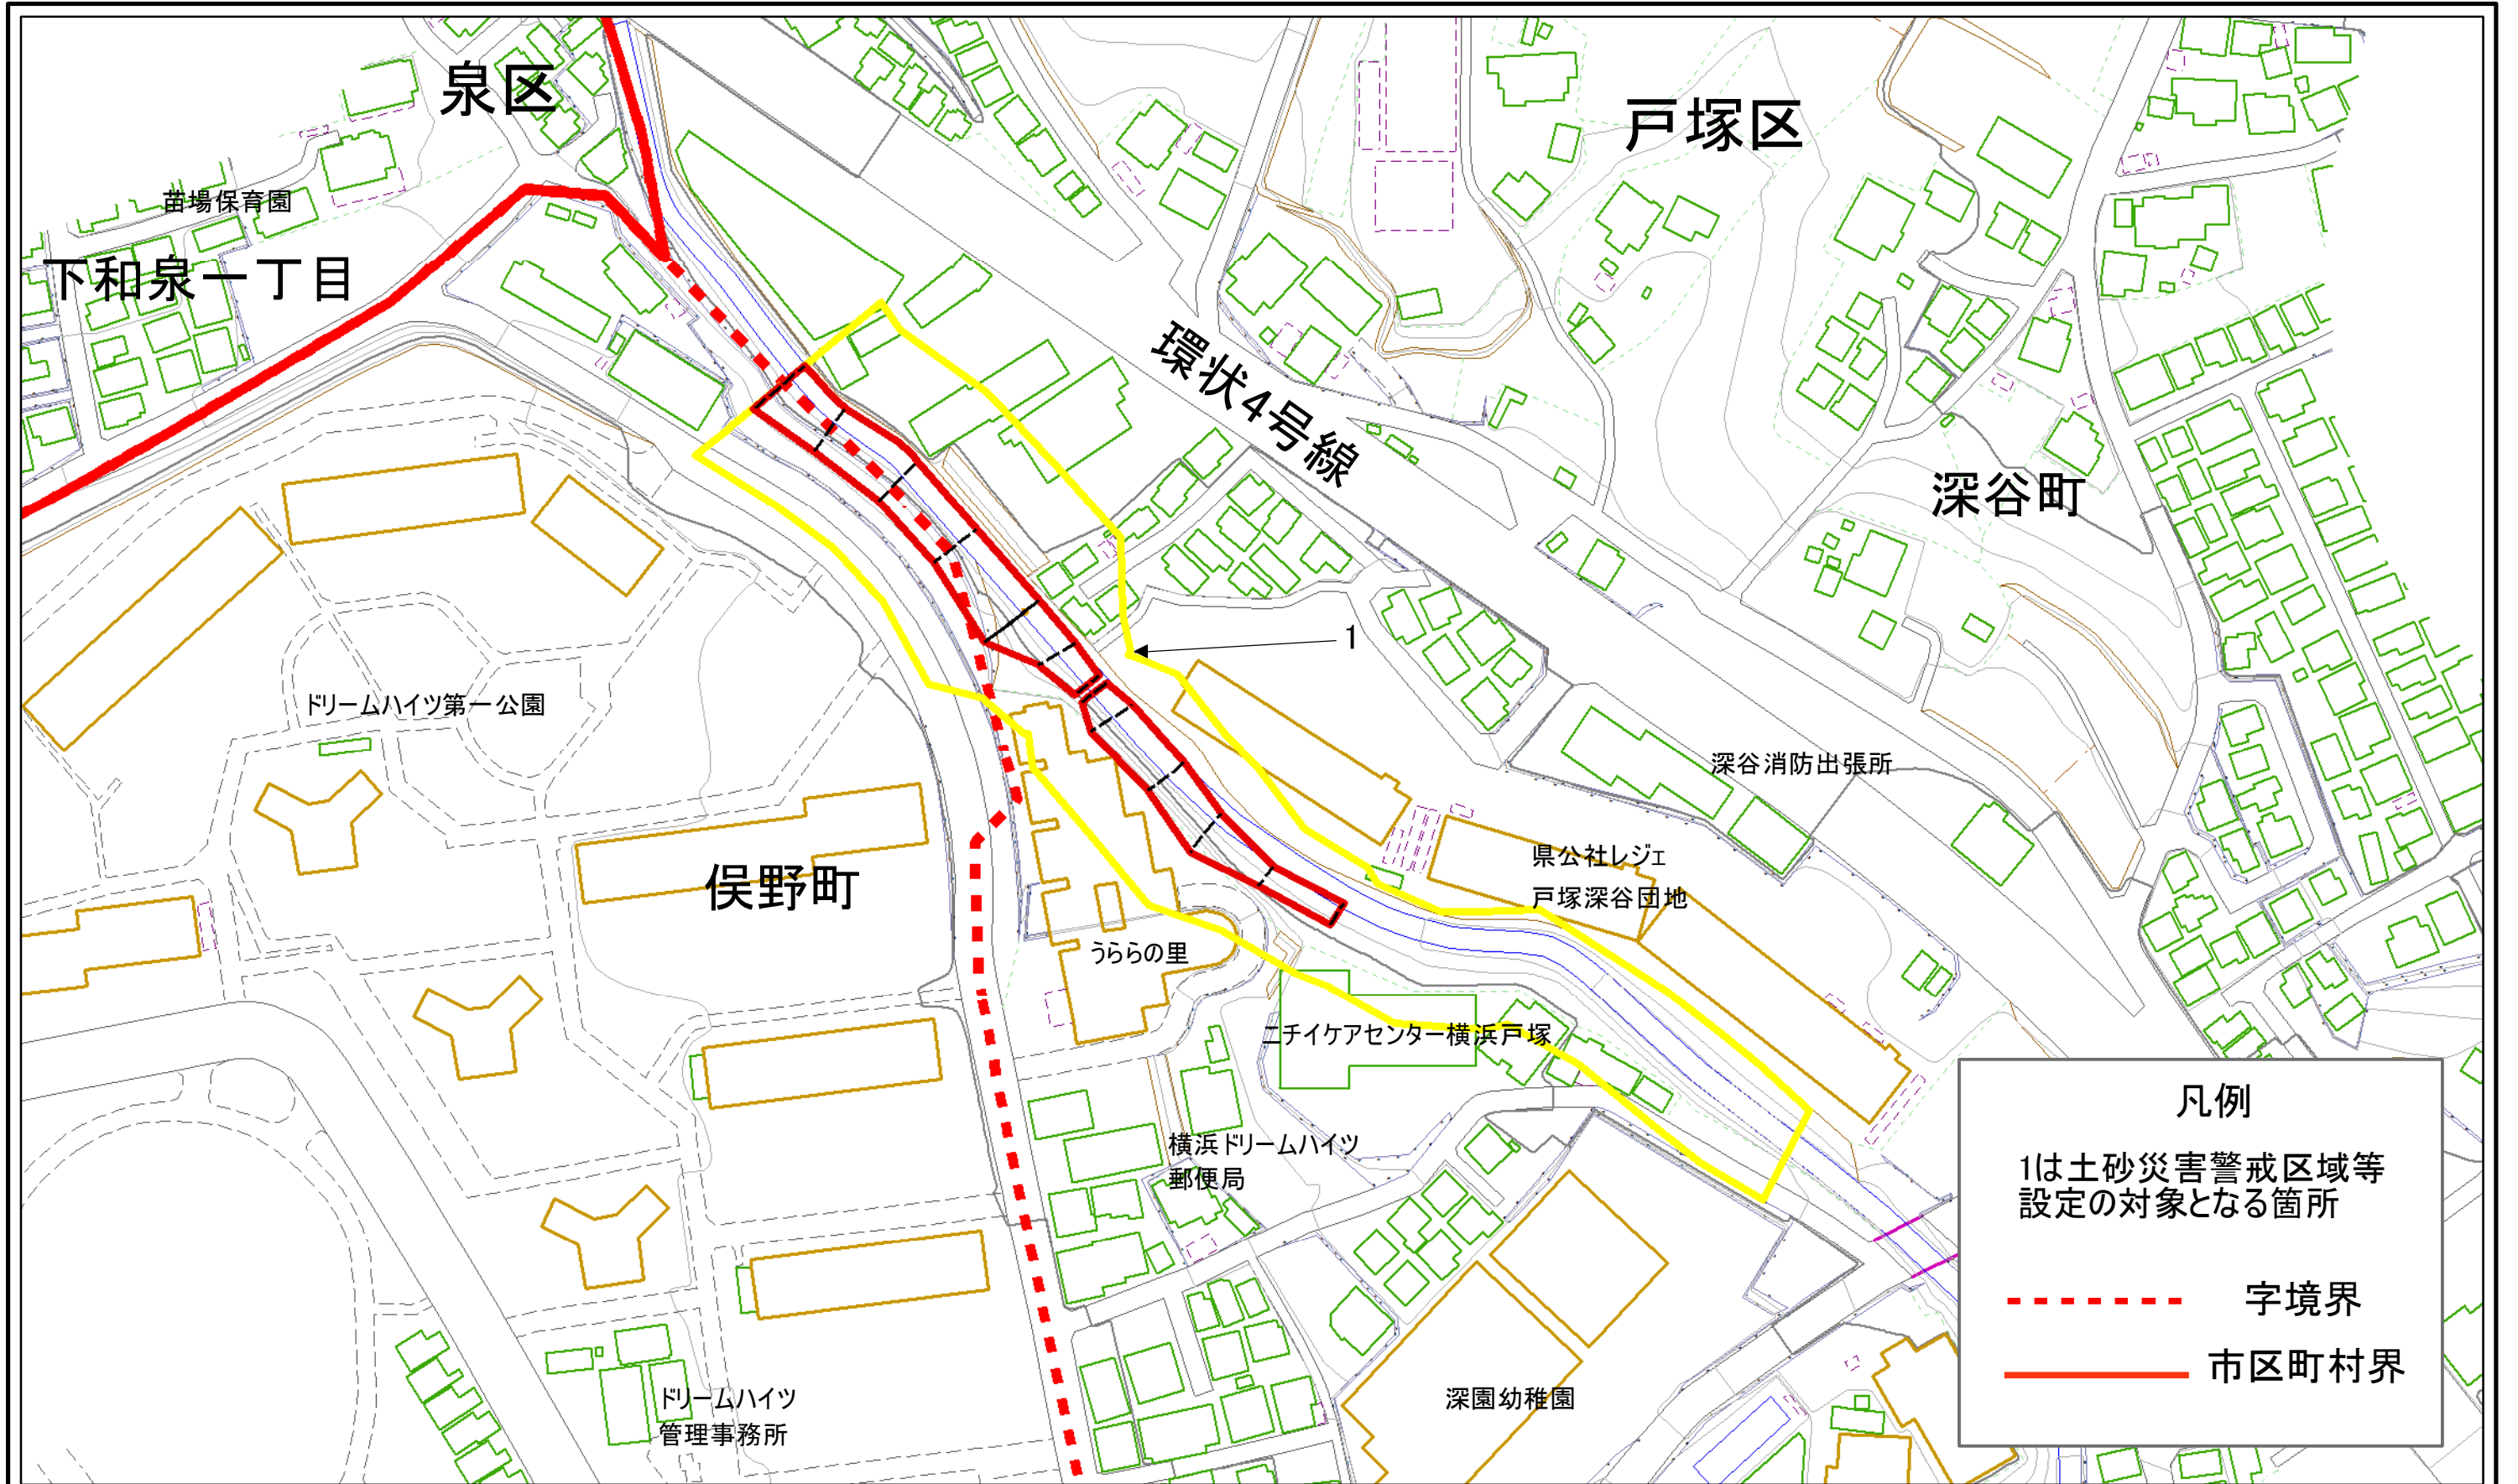 泉区
戸塚区
苗場保育園
下和泉一丁目
環状4号線
深谷町
1
ドリームハイツ第一公園
深谷消防出張所
県公社レジェ
戸塚深谷団地
俣野町
うららの里
ニチイケアセンター横浜戸塚
横浜ドリームハイツ
郵便局
ドリームハイツ
管理事務所
深園幼稚園
凡例
1は土砂災害警戒区域等
設定の対象となる箇所
字境界
市区町村界